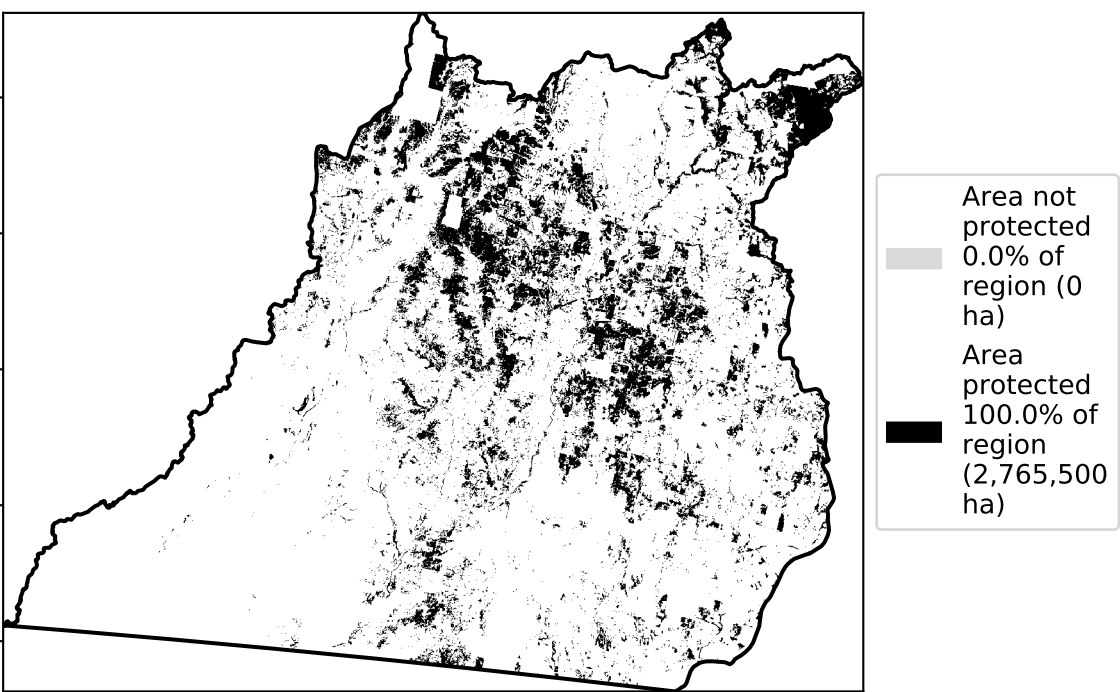 Area not
protected
0.0% of
region (0
ha)
Area
protected
100.0% of
region
(2,765,500
ha)